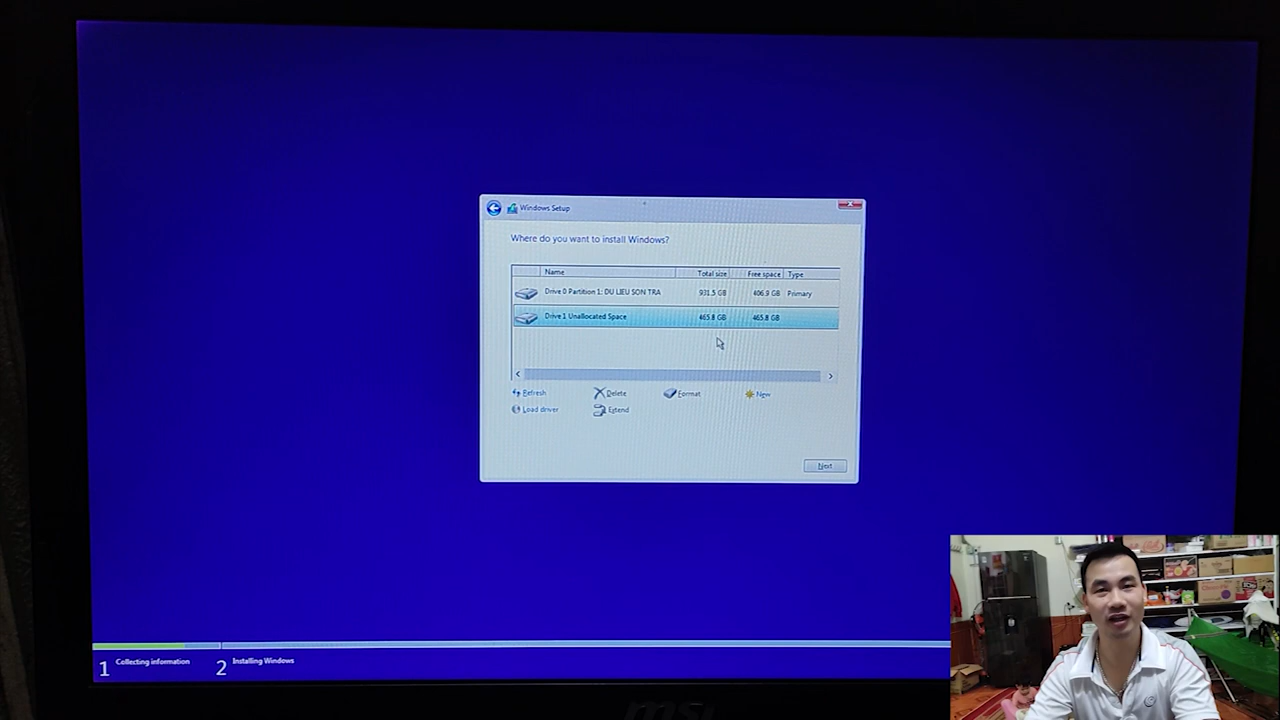 Windows Setup
Where do you want to install Windows?
Name Total size Free space Type
Drive 0 Partition 1: DU LIEU SON TRA 931.5 GB 406.9 GB Primary
Drive 1 Unallocated Space 465.8 GB 465.8 GB
Refresh Delete Format New
Load driver Extend
Next
1 Collecting information 2 Installing Windows
msi